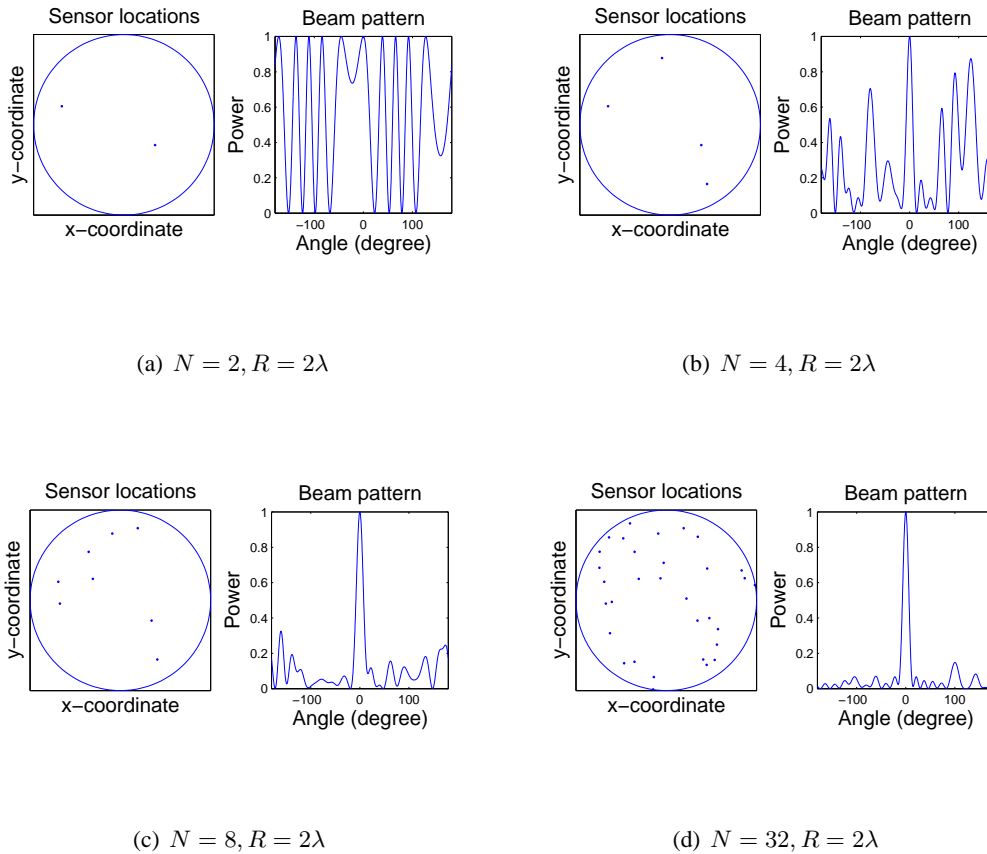 Sensor locations
Beam pattern
y−coordinate
x−coordinate
Power
1
0.8
0.6
0.4
0.2
0
−100
0
100
Angle (degree)
(a) N = 2, R = 2λ
Sensor locations
Beam pattern
y−coordinate
x−coordinate
Power
1
0.8
0.6
0.4
0.2
0
−100
0
100
Angle (degree)
(b) N = 4, R = 2λ
Sensor locations
Beam pattern
y−coordinate
x−coordinate
Power
1
0.8
0.6
0.4
0.2
0
−100
0
100
Angle (degree)
(c) N = 8, R = 2λ
Sensor locations
Beam pattern
y−coordinate
x−coordinate
Power
1
0.8
0.6
0.4
0.2
0
−100
0
100
Angle (degree)
(d) N = 32, R = 2λ